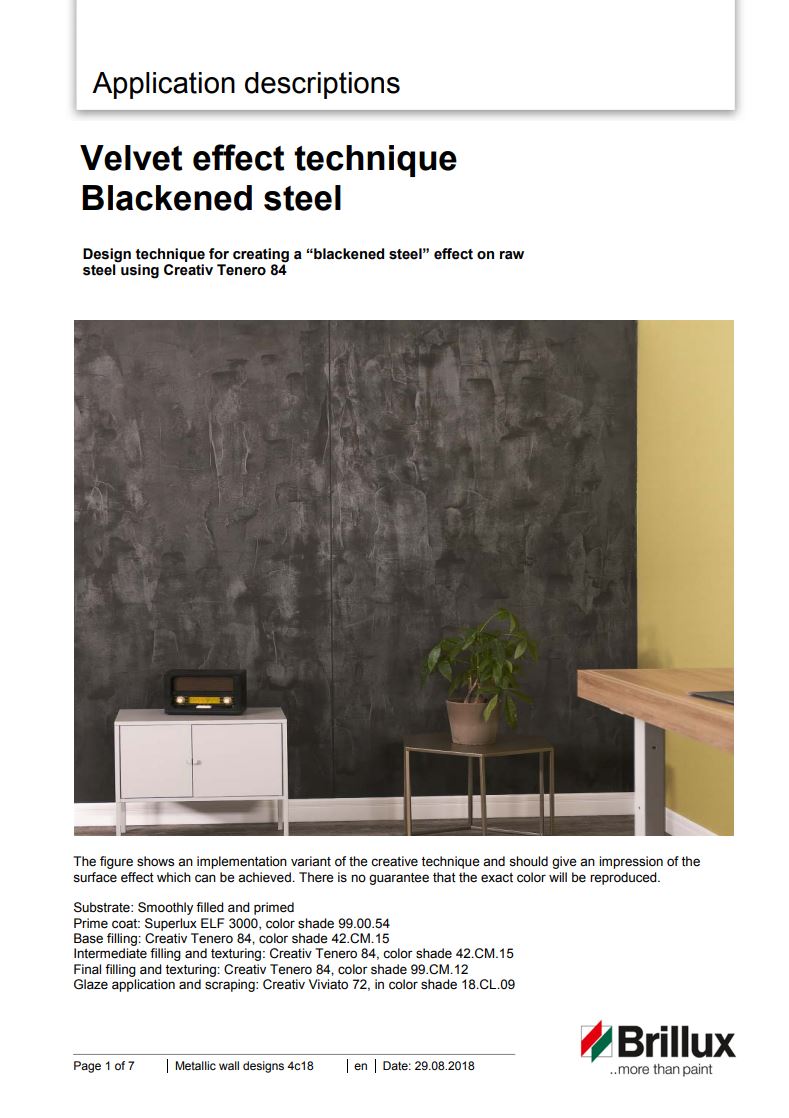 Application descriptions
Velvet effect technique
Blackened steel
Design technique for creating a “blackened steel” effect on raw
steel using Creativ Tenero 84
The figure shows an implementation variant of the creative technique and should give an impression of the
surface effect which can be achieved. There is no guarantee that the exact color will be reproduced.
Substrate: Smoothly filled and primed
Prime coat: Superlux ELF 3000, color shade 99.00.54
Base filling: Creativ Tenero 84, color shade 42.CM.15
Intermediate filling and texturing: Creativ Tenero 84, color shade 42.CM.15
Final filling and texturing: Creativ Tenero 84, color shade 99.CM.12
Glaze application and scraping: Creativ Viviato 72, in color shade 18.CL.09
Brillux
..more than paint
Page 1 of 7 | Metallic wall designs 4c18 | en | Date: 29.08.2018